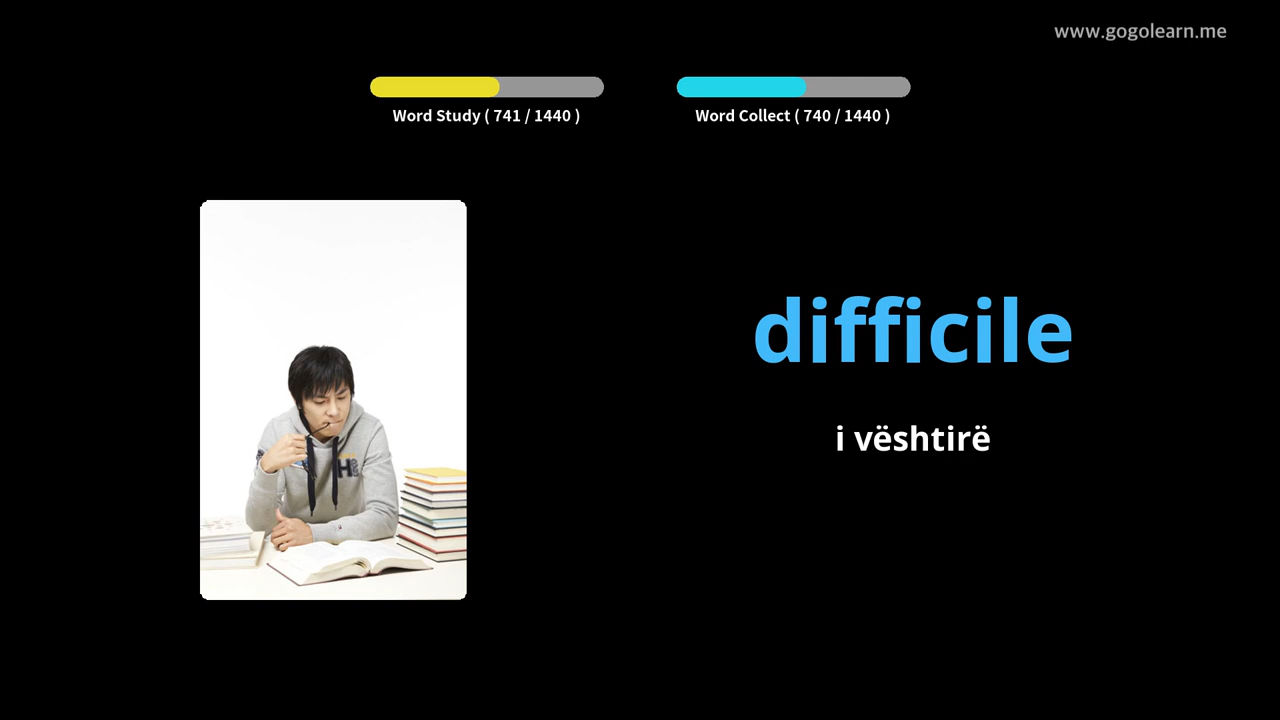 www.gogolearn.me
Word Study ( 741 / 1440 )
Word Collect ( 740 / 1440 )
difficile
i vështirë
H